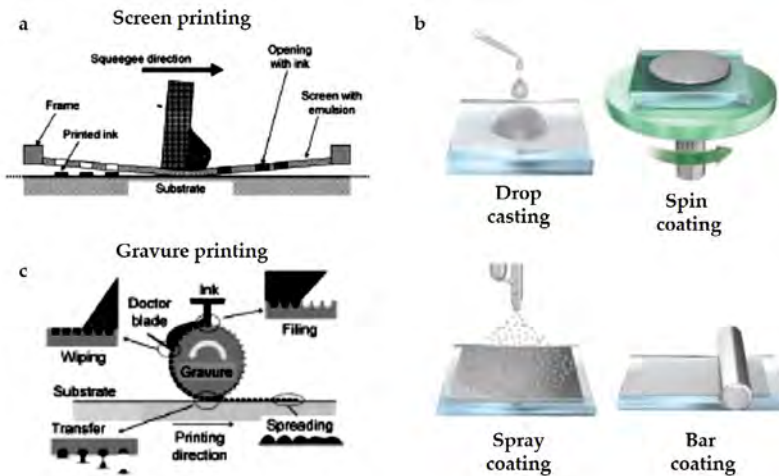 a
Screen printing
Squeegee direction
Opening
with ink
Frame
Screen with
emulsion
Printed ink
Substrate
b
Drop
casting
Spin
coating
Gravure printing
c
Ink
Doctor
blade
Wiping
Filing
Gravure
Substrate
Transfer
Printing
direction
Spreading
Spray
coating
Bar
coating